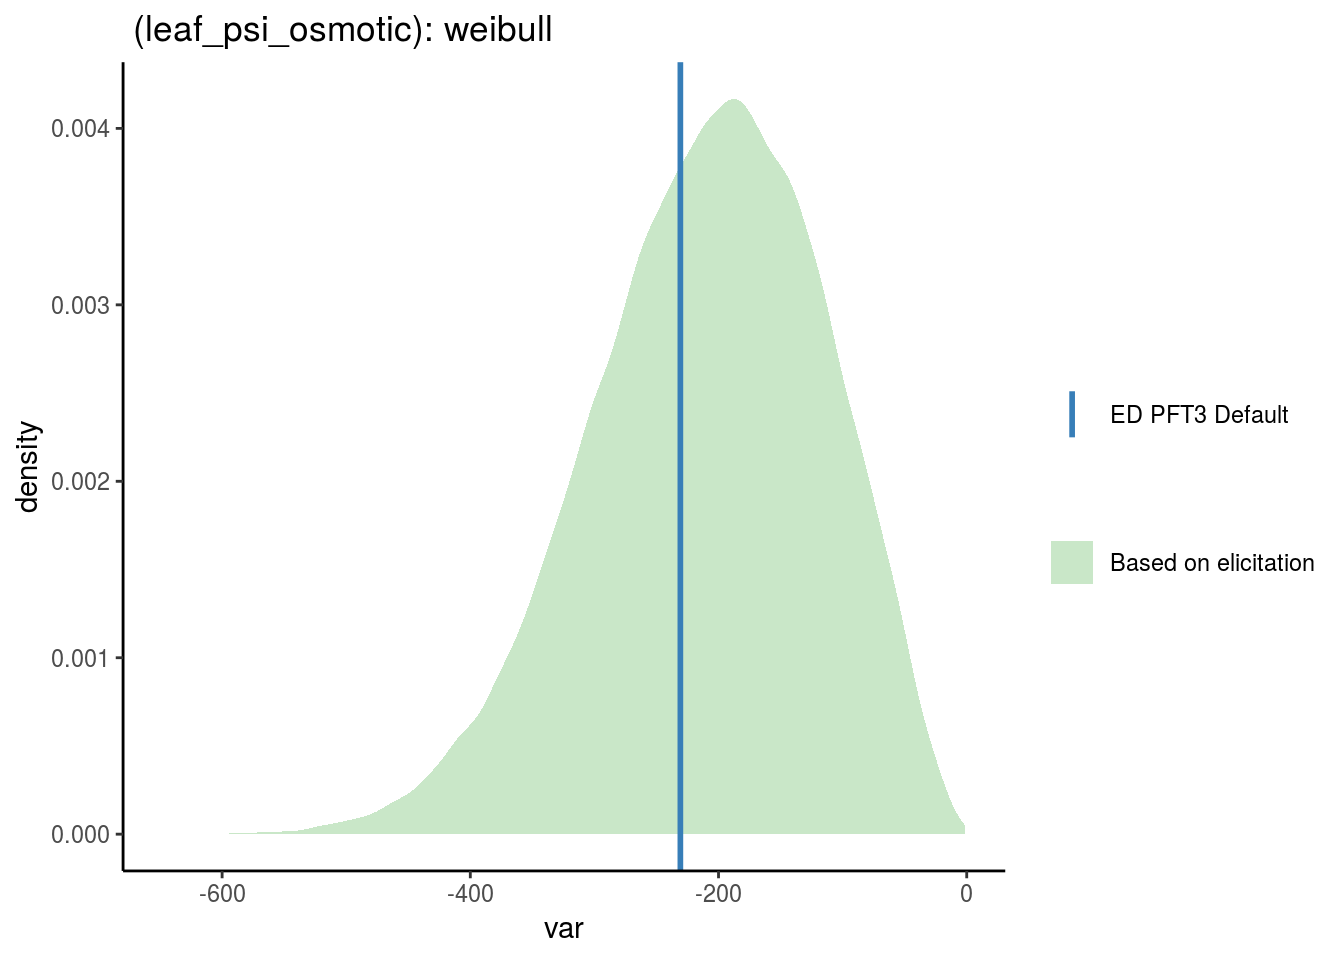 (leaf_psi_osmotic): weibull
density
0.004
0.003
0.002
0.001
0.000
-600
-400
-200
0
var
ED PFT3 Default
Based on elicitation